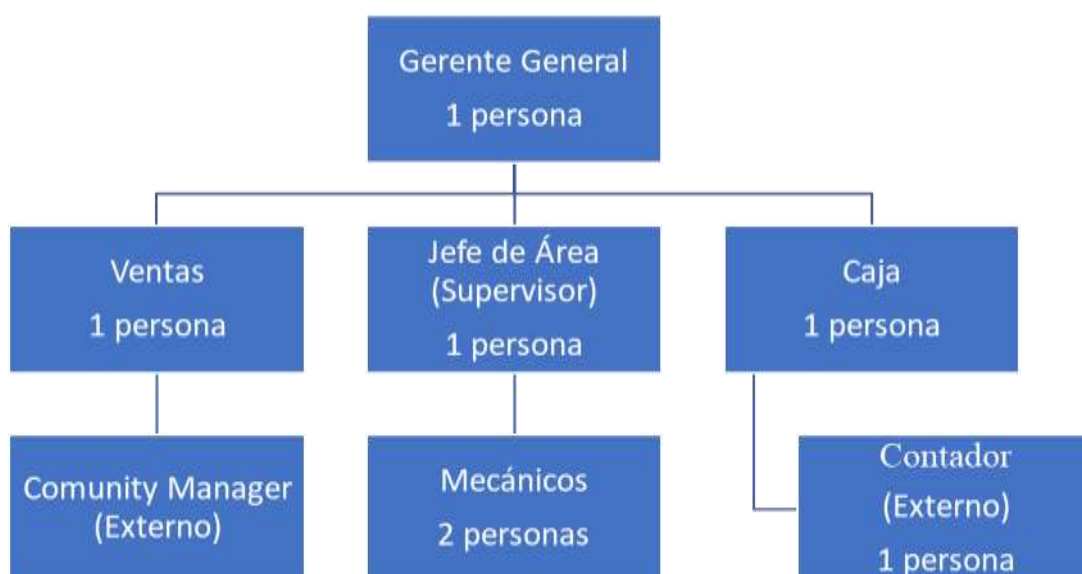 Gerente General
1 persona
Ventas
1 persona
Jefe de Área
(Supervisor)
1 persona
Caja
1 persona
Comunity Manager
(Externo)
Mecánicos
2 personas
Contador
(Externo)
1 persona